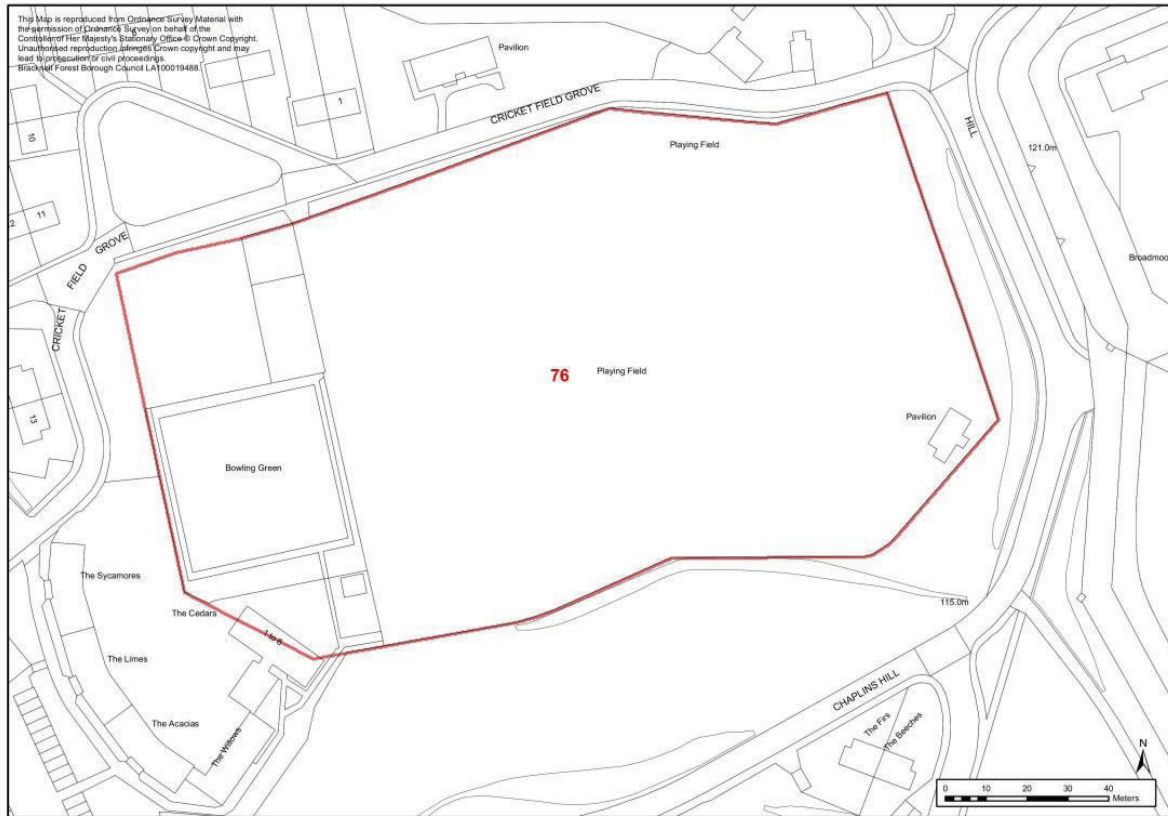 This Map is reproduced from Ordnance Survey Material with
the permission of Ordnance Survey on behalf of the
Controller of Her Majesty's Stationary Office © Crown Copyright.
Unauthorised reproduction infringes Crown copyright and may
lead to prosecution or civil proceedings.
Bracknell Forest Borough Council LA100019488.
Pavilion
1
10
CRICKET FIELD GROVE
Playing Field
HILL
121.0m
11
GROVE
FIELD
CRICKET
Broadmoo
76
Playing Field
13
Pavilion
Bowling Green
The Sycamores
The Cedars
1 to 6
115.0m
The Limes
CHAPLINS HILL
The Acacias
The Willows
The Firs
The Beeches
N
0 10 20 30 40
Meters